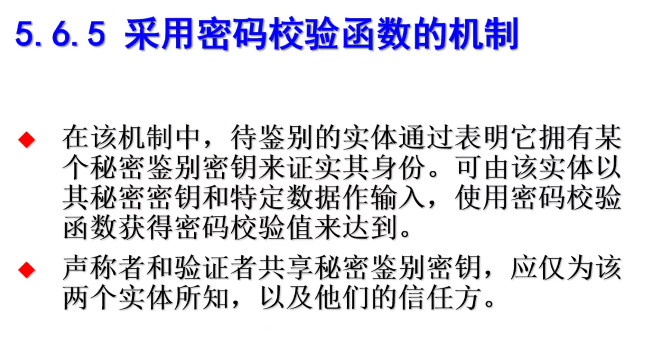 5.6.5 采用密码校验函数的机制
在该机制中，待鉴别的实体通过表明它拥有某
个秘密鉴别密钥来证实其身份。可由该实体以
其秘密密钥和特定数据作输入，使用密码校验
函数获得密码校验值来达到。
声称者和验证者共享秘密鉴别密钥，应仅为该
两个实体所知，以及他们的信任方。